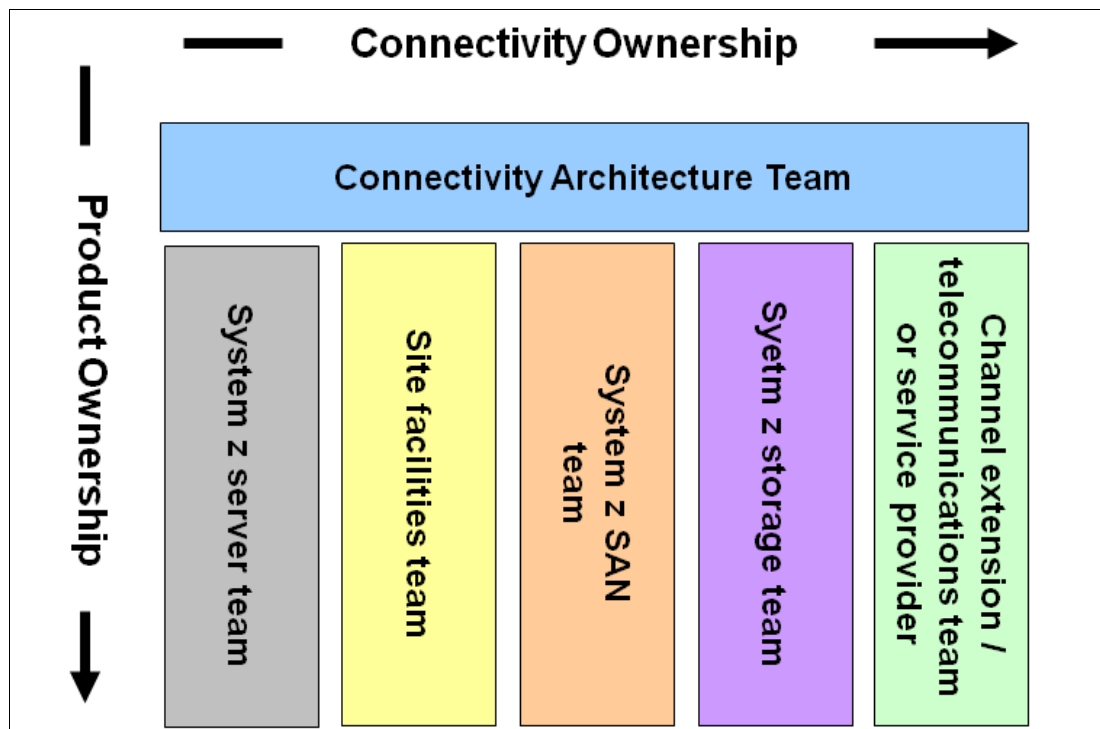 Connectivity Ownership
Product Ownership
Connectivity Architecture Team
System z server team
Site facilities team
System z SAN
team
Syetm z storage team
Channel extension /
telecommunications team
or service provider